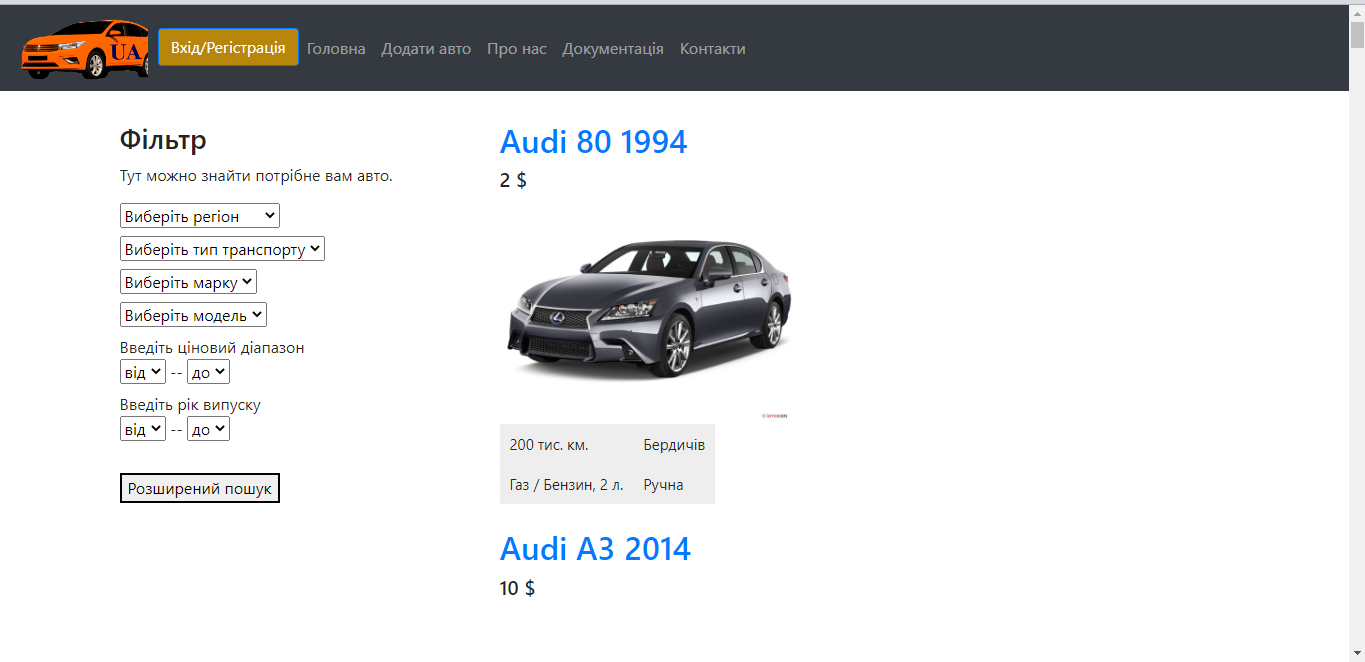 UA
Вхід/Регістрація Головна Додати авто Про нас Документація Контакти
Фільтр
Тут можно знайти потрібне вам авто.
Виберіть регіон
Виберіть тип транспорту
Виберіть марку
Виберіть модель
Введіть ціновий діапазон
від -- до
Введіть рік випуску
від -- до
Розширений пошук
Audi 80 1994
2 $
200 тис. км. Бердичів
Газ / Бензин, 2 л. Ручна
Audi A3 2014
10 $